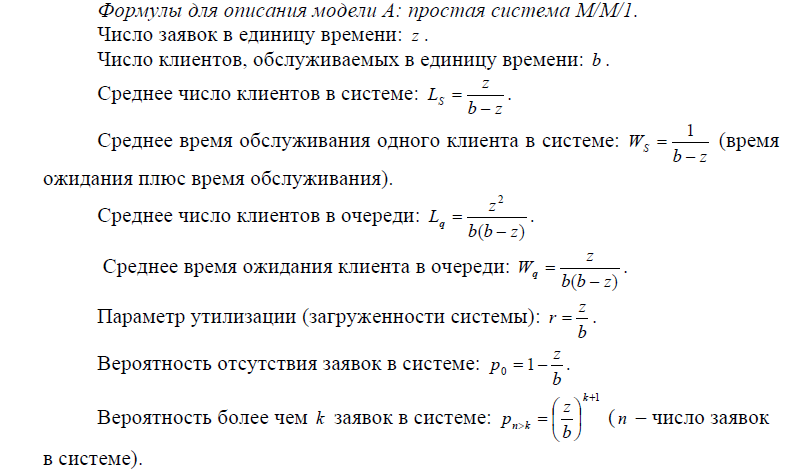 Формулы для описания модели А: простая система M/M/1.
Число заявок в единицу времени: z .
Число клиентов, обслуживаемых в единицу времени: b .
Среднее число клиентов в системе: L_S = z/(b − z).
Среднее время обслуживания одного клиента в системе: W_S = 1/(b − z) (время
ожидания плюс время обслуживания).
Среднее число клиентов в очереди: L_q = z²/(b(b − z)).
Среднее время ожидания клиента в очереди: W_q = z/(b(b − z)).
Параметр утилизации (загруженности системы): r = z/b.
Вероятность отсутствия заявок в системе: p_0 = 1 − z/b.
Вероятность более чем k заявок в системе: p_{n>k} = (z/b)^{k+1} ( n − число заявок
в системе).